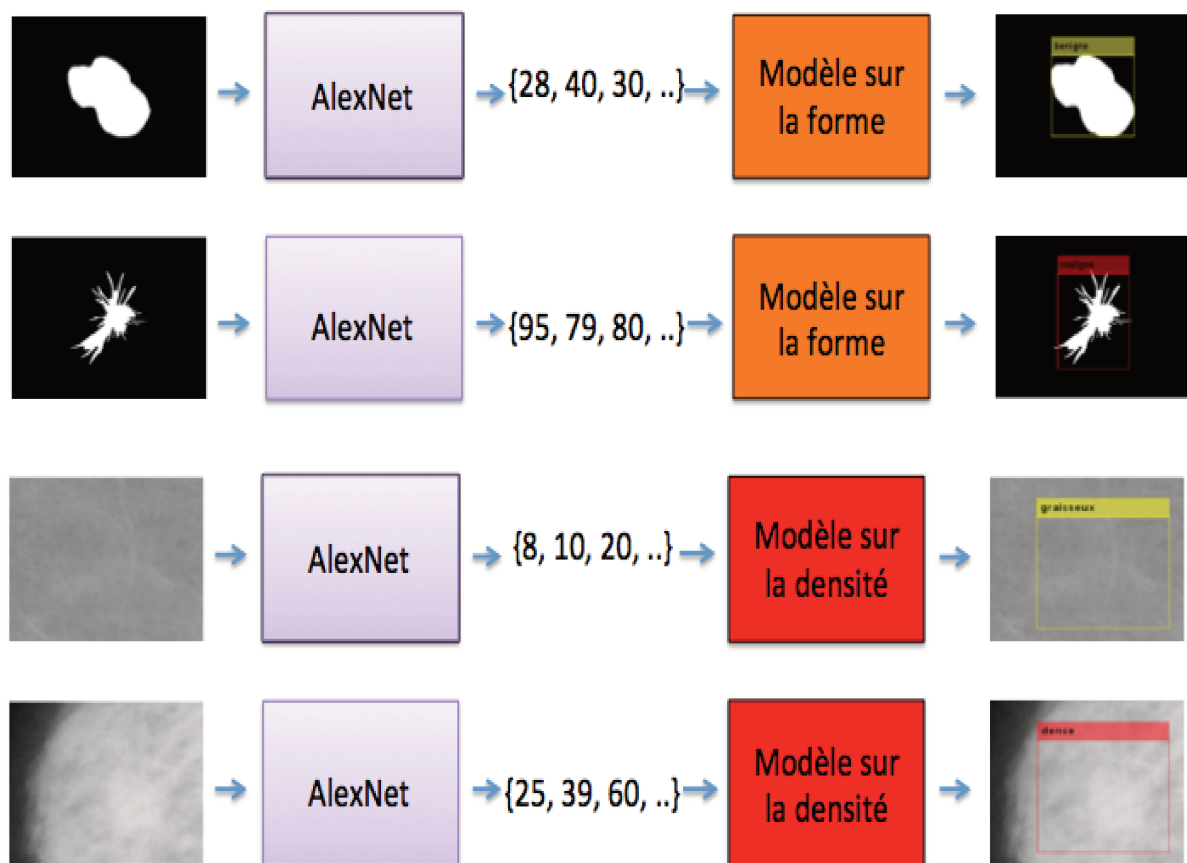 AlexNet
{28, 40, 30, ..}
Modèle sur
la forme
benigne
AlexNet
{95, 79, 80, ..}
Modèle sur
la forme
maligne
AlexNet
{8, 10, 20, ..}
Modèle sur
la densité
graisseux
AlexNet
{25, 39, 60, ..}
Modèle sur
la densité
dense